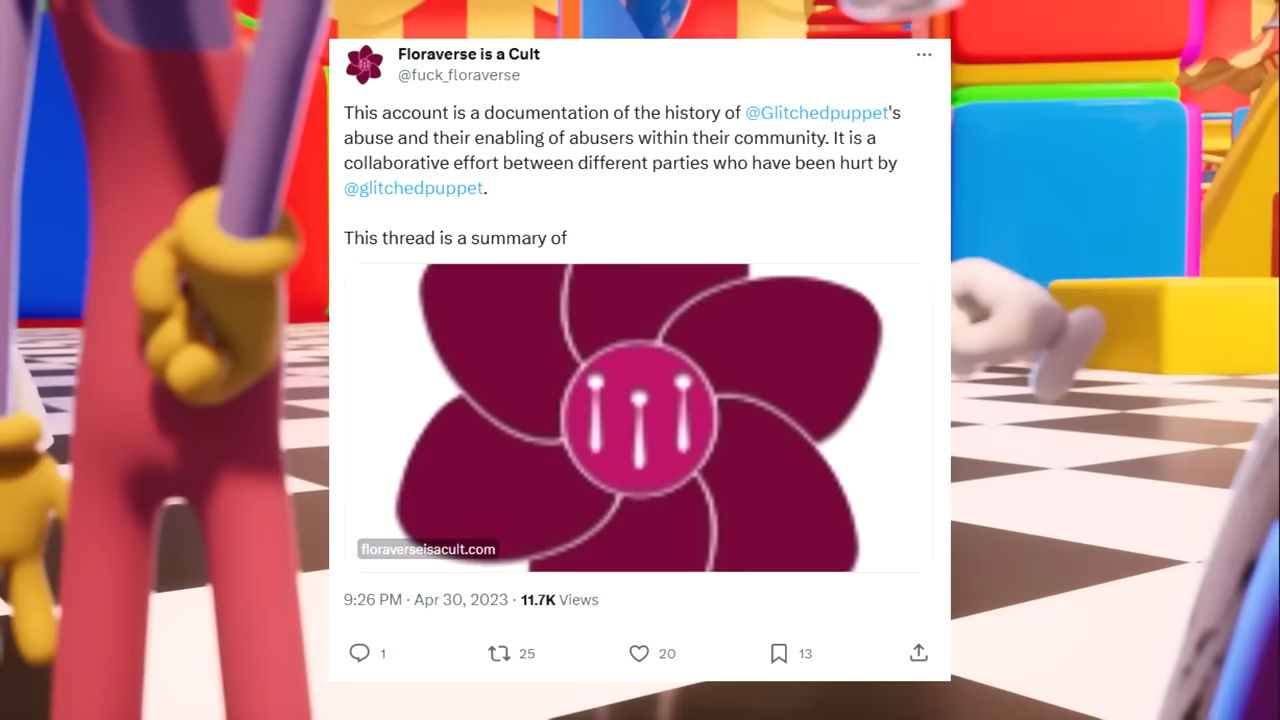 Floraverse is a Cult
@fuck_floraverse
This account is a documentation of the history of @Glitchedpuppet's
abuse and their enabling of abusers within their community. It is a
collaborative effort between different parties who have been hurt by
@glitchedpuppet.
This thread is a summary of
floraverseisacult.com
9:26 PM · Apr 30, 2023 · 11.7K Views
1 25 20 13